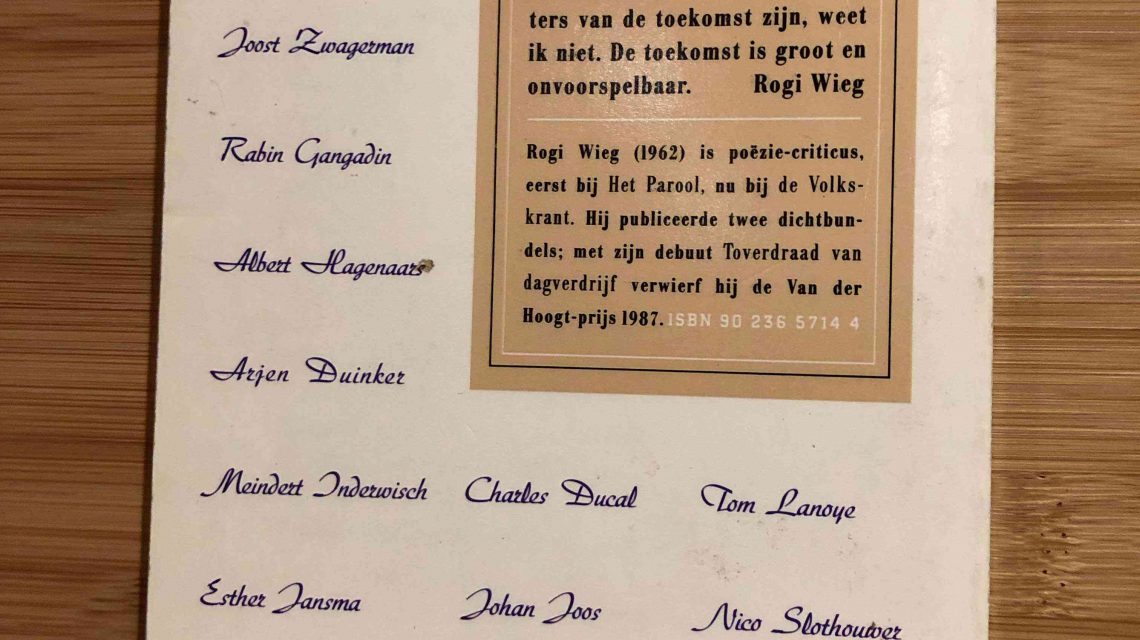 Joost Zwagerman
Rabin Gangadin
Albert Hagenaars
Arjen Duinker
Meindert Inderwisch
Charles Ducal
Tom Lanoye
Esther Jansma
Johan Joos
Nico Slothouwer
ters van de toekomst zijn, weet
ik niet. De toekomst is groot en
onvoorspelbaar. Rogi Wieg
Rogi Wieg (1962) is poëzie-criticus,
eerst bij Het Parool, nu bij de Volks-
krant. Hij publiceerde twee dichtbun-
dels; met zijn debuut Toverdraad van
dagverdrijf verwierf hij de Van der
Hoogt-prijs 1987. ISBN 90 236 5714 4